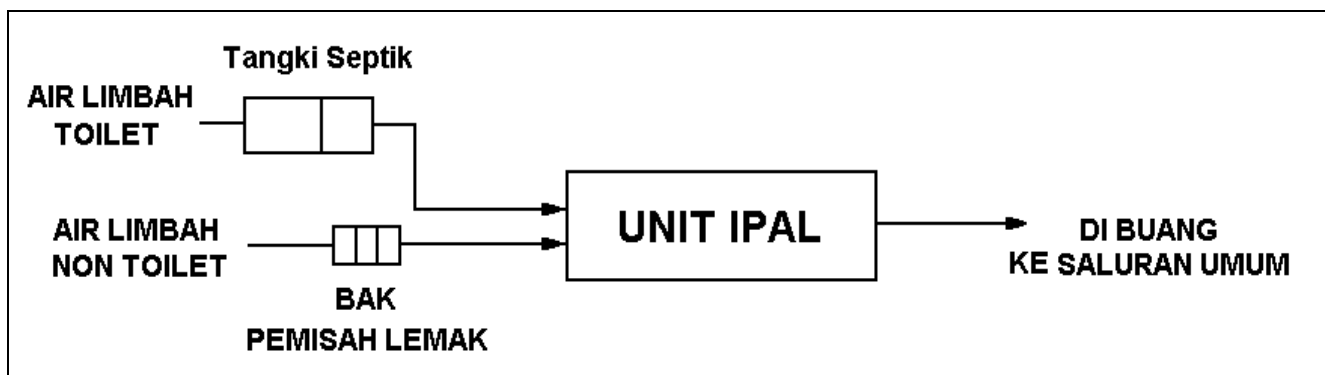 Tangki Septik
AIR LIMBAH
TOILET
AIR LIMBAH
NON TOILET
BAK
PEMISAH LEMAK
UNIT IPAL
DI BUANG
KE SALURAN UMUM